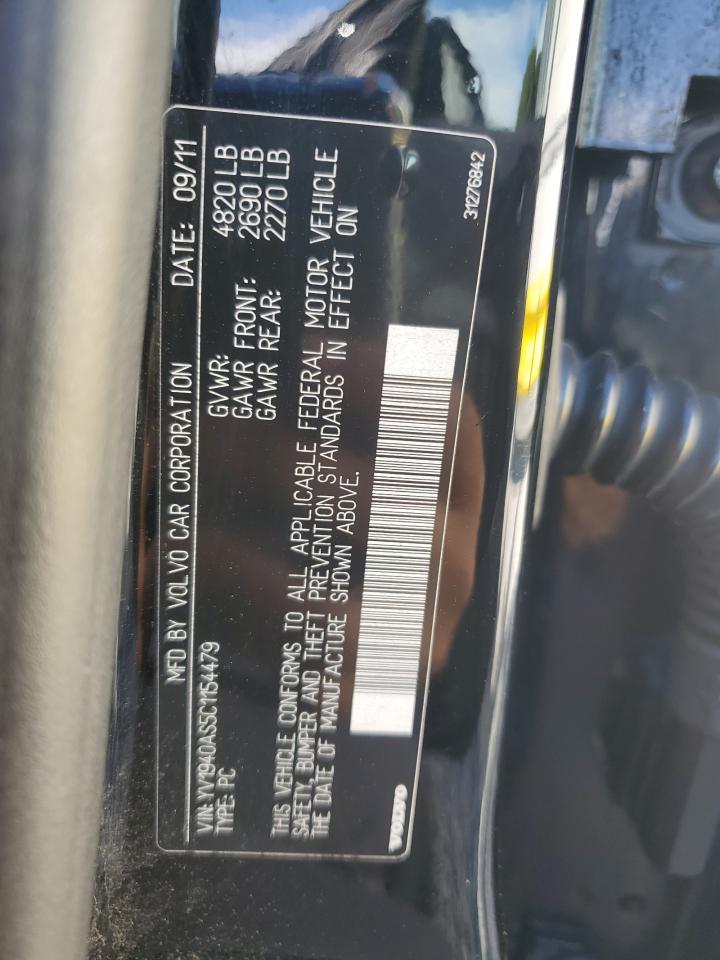 MFD BY VOLVO CAR CORPORATION DATE: 09/11
VIN: YV1940AS5C1154479
TYPE: PC
GVWR: 4820 LB
GAWR FRONT: 2690 LB
GAWR REAR: 2270 LB
THIS VEHICLE CONFORMS TO ALL APPLICABLE FEDERAL MOTOR VEHICLE
SAFETY, BUMPER AND THEFT PREVENTION STANDARDS IN EFFECT ON
THE DATE OF MANUFACTURE SHOWN ABOVE.
VOLVO
31276842